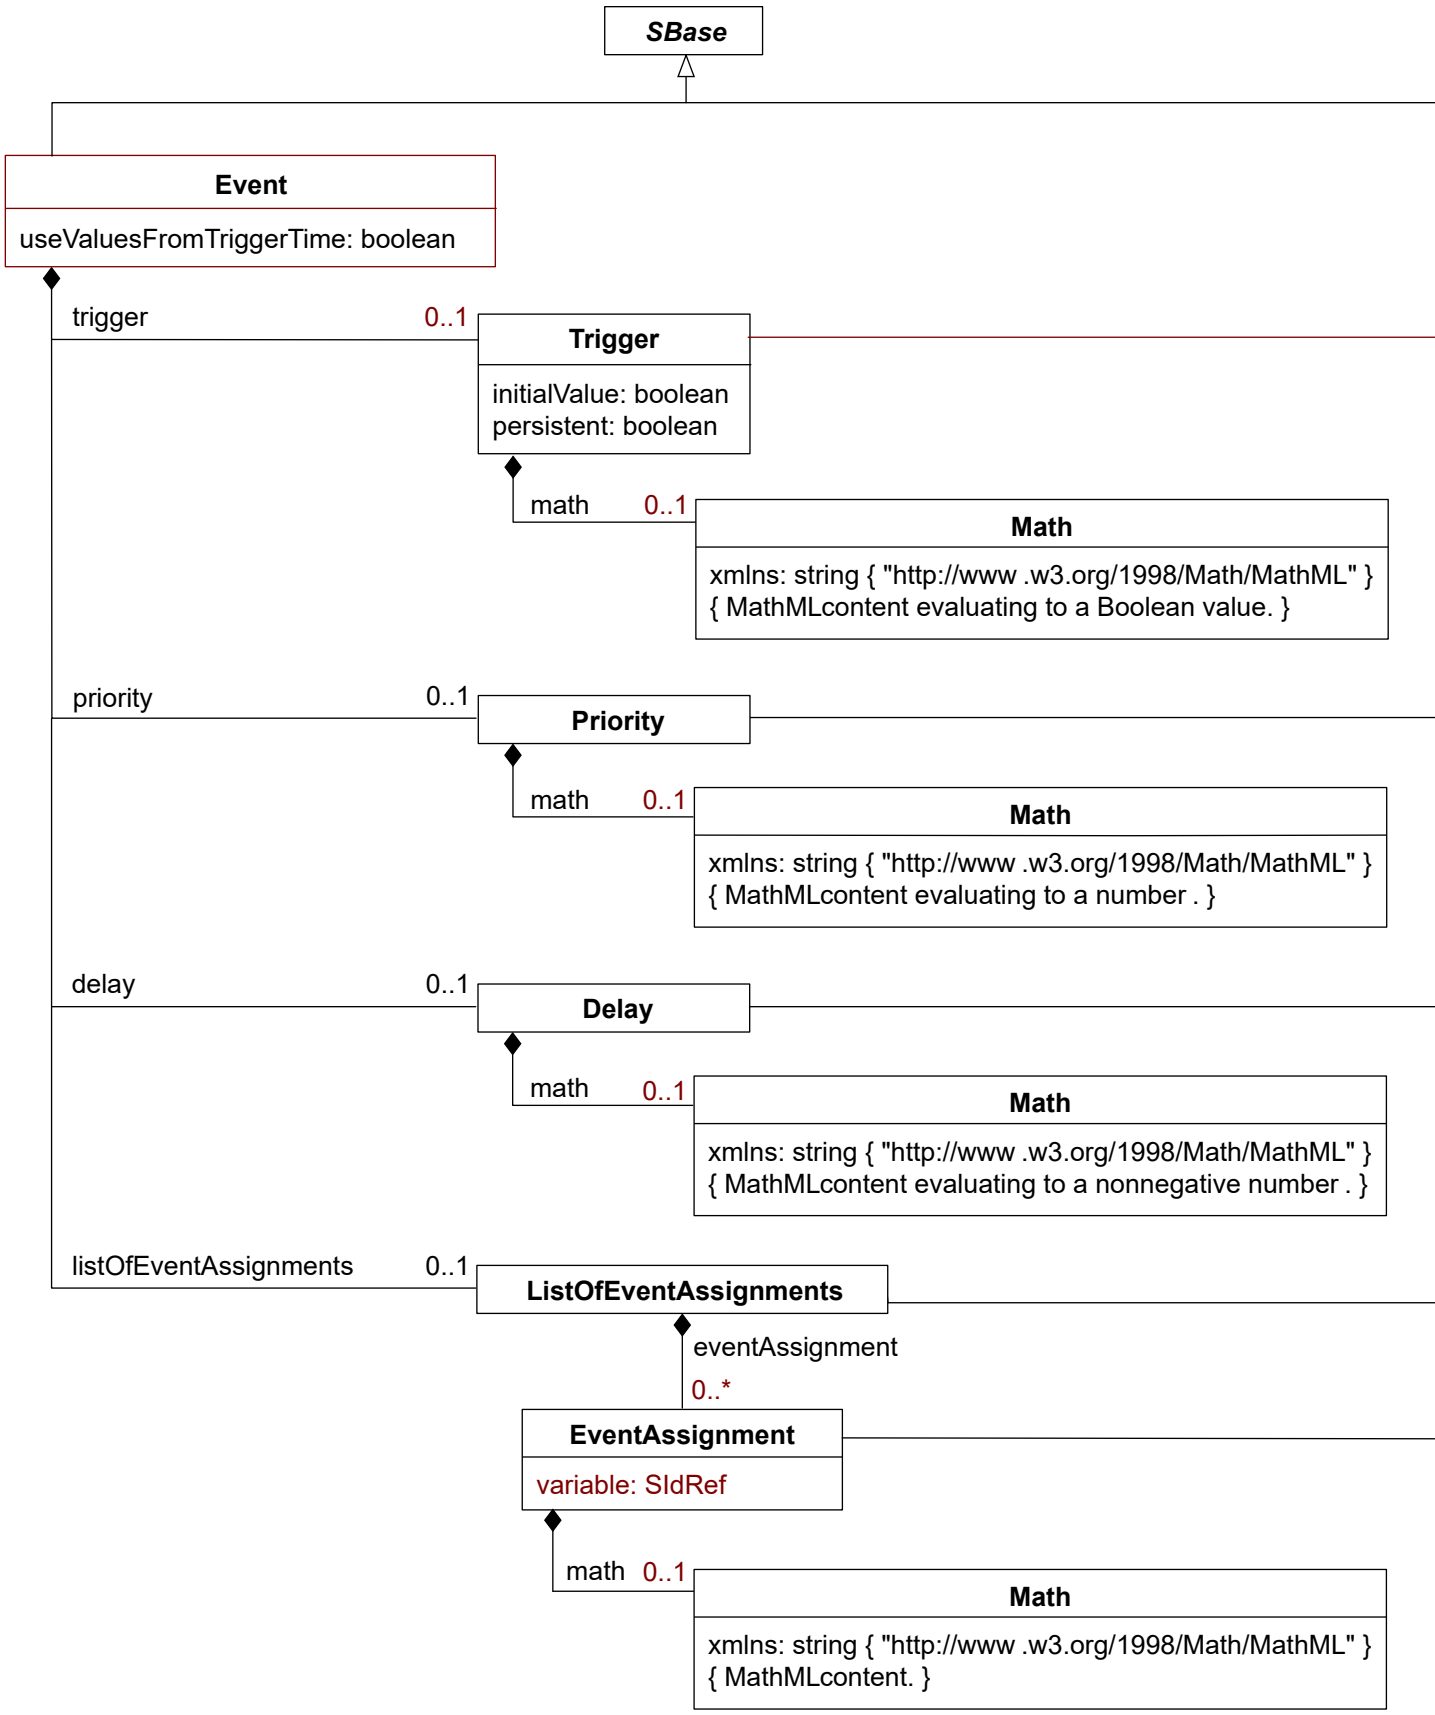 SBase
Event
useValuesFromTriggerTime: boolean
trigger 0..1
Trigger
initialValue: boolean
persistent: boolean
math 0..1
Math
xmlns: string { "http://www .w3.org/1998/Math/MathML" }
{ MathMLcontent evaluating to a Boolean value. }
priority 0..1
Priority
math 0..1
Math
xmlns: string { "http://www .w3.org/1998/Math/MathML" }
{ MathMLcontent evaluating to a number . }
delay 0..1
Delay
math 0..1
Math
xmlns: string { "http://www .w3.org/1998/Math/MathML" }
{ MathMLcontent evaluating to a nonnegative number . }
listOfEventAssignments 0..1
ListOfEventAssignments
eventAssignment
0..*
EventAssignment
variable: SIdRef
math 0..1
Math
xmlns: string { "http://www .w3.org/1998/Math/MathML" }
{ MathMLcontent. }